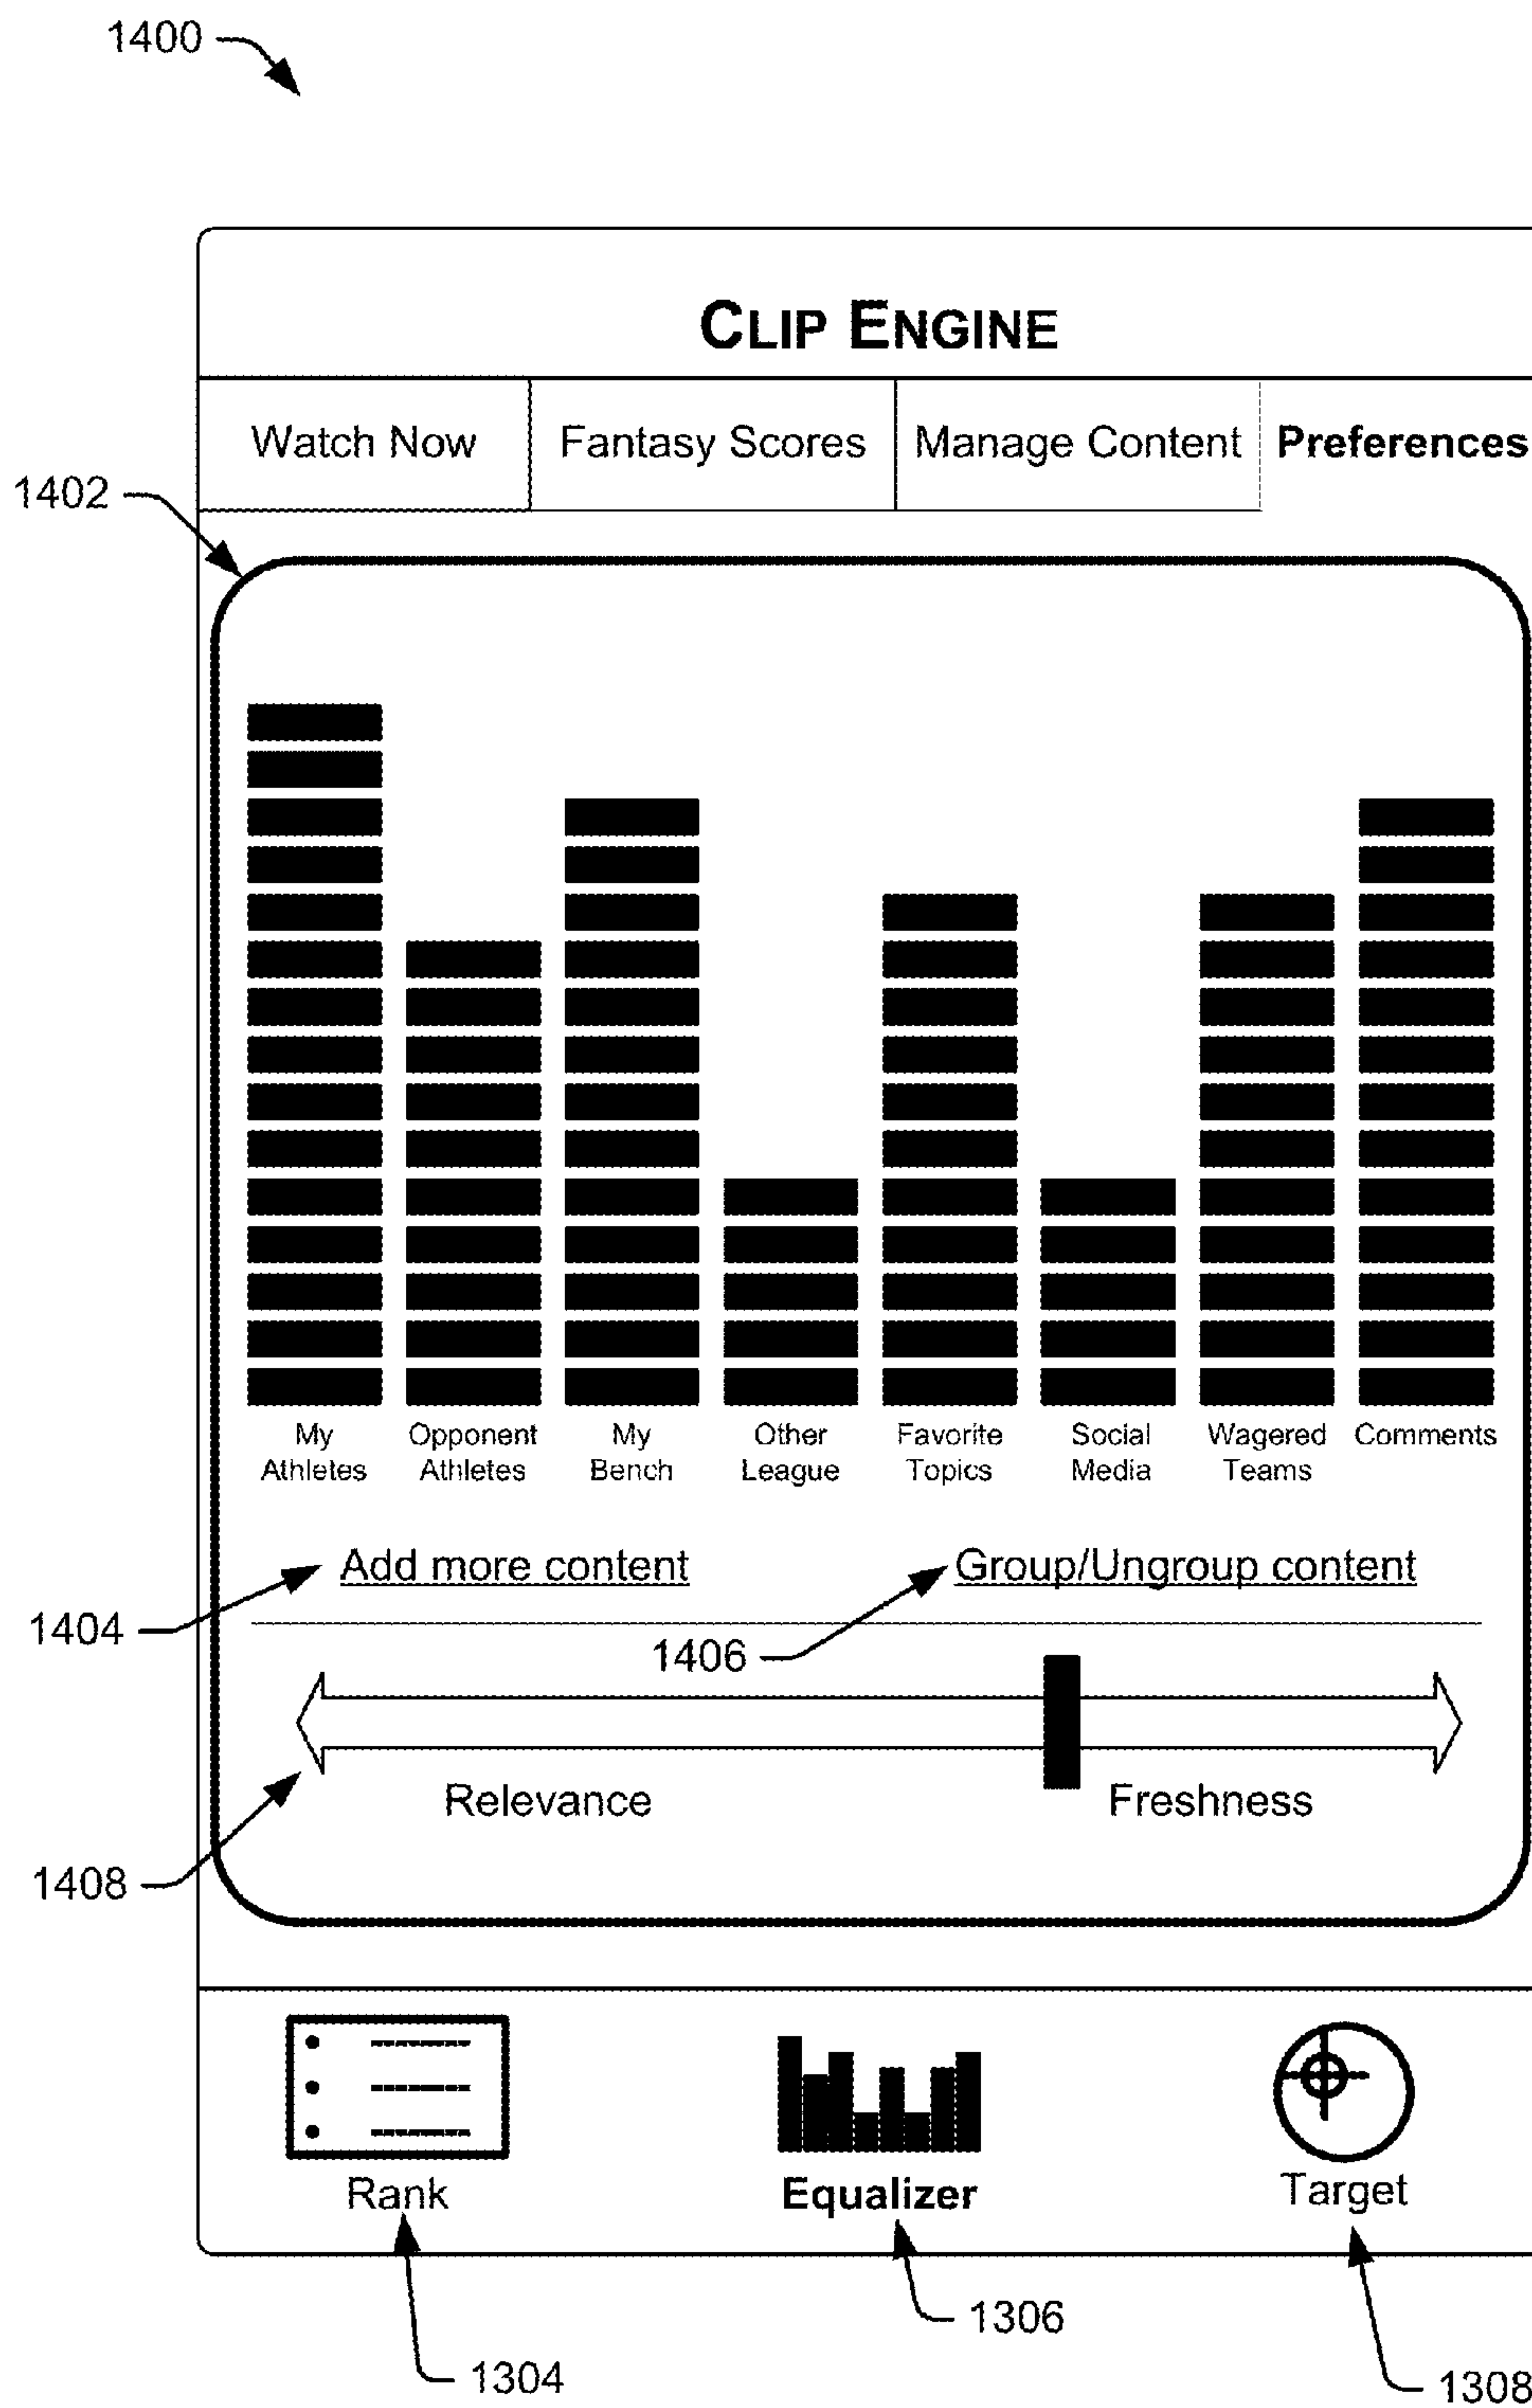 1400
CLIP ENGINE
Watch Now
Fantasy Scores
Manage Content
Preferences
1402
My
Athletes
Opponent
Athletes
My
Bench
Other
League
Favorite
Topics
Social
Media
Wagered
Teams
Comments
Add more content
Group/Ungroup content
1404
1406
Relevance
Freshness
1408
Rank
Equalizer
Target
1306
1304
1308